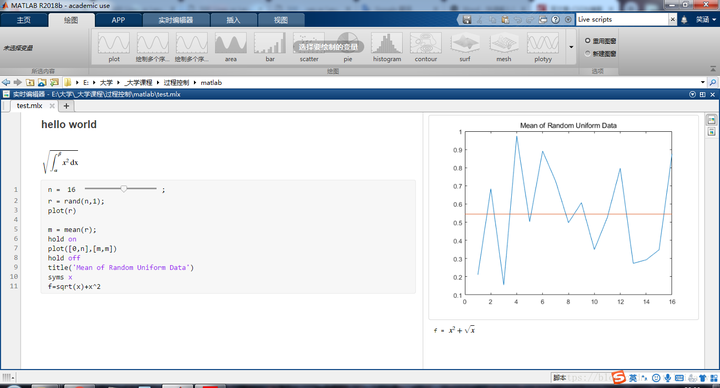 MATLAB R2018b - academic use
主页 绘图 APP 实时编辑器 插入 视图
Live scripts
笑涵
未选择变量
plot 绘制多个序... 绘制多个序... area bar scatter pie histogram contour surf mesh plotyy
选择要绘制的变量
重用图窗
新建图窗
所选内容 绘图 选项
E: 大学 _大学课程 过程控制 matlab
实时编辑器 - E:\大学\_大学课程\过程控制\matlab\test.mlx
test.mlx
hello world
√∫αβ x² dx
1 n = 16 ;
2 r = rand(n,1);
3 plot(r)
4
5 m = mean(r);
6 hold on
7 plot([0,n],[m,m])
8 hold off
9 title('Mean of Random Uniform Data')
10 syms x
11 f=sqrt(x)+x^2
Mean of Random Uniform Data
1
0.9
0.8
0.7
0.6
0.5
0.4
0.3
0.2
0.1
0 2 4 6 8 10 12 14 16
f = x² + √x
脚本
英